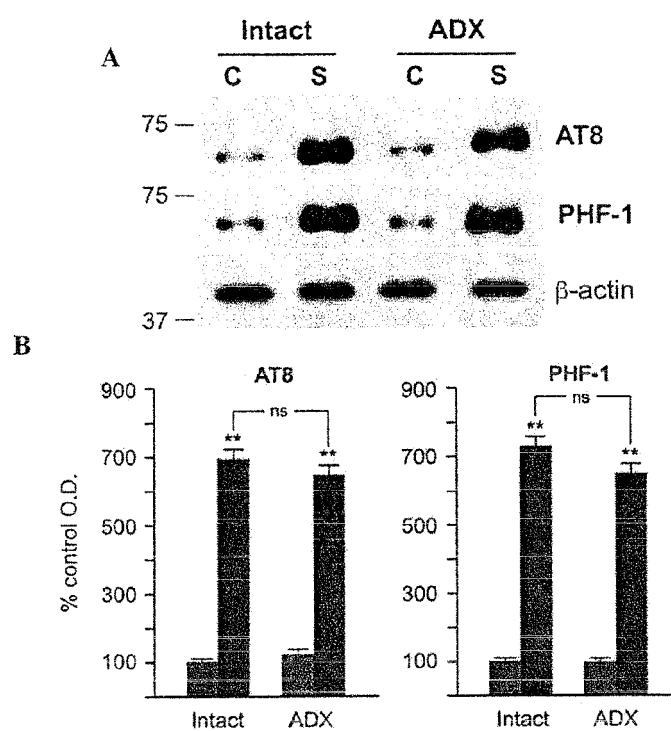 Intact ADX
A C S C S
75 — AT8
75 — PHF-1
β-actin
37 —
B
AT8 PHF-1
ns ns
** ** ** **
% control O.D.
900 900
700 700
500 500
300 300
100 100
Intact ADX Intact ADX